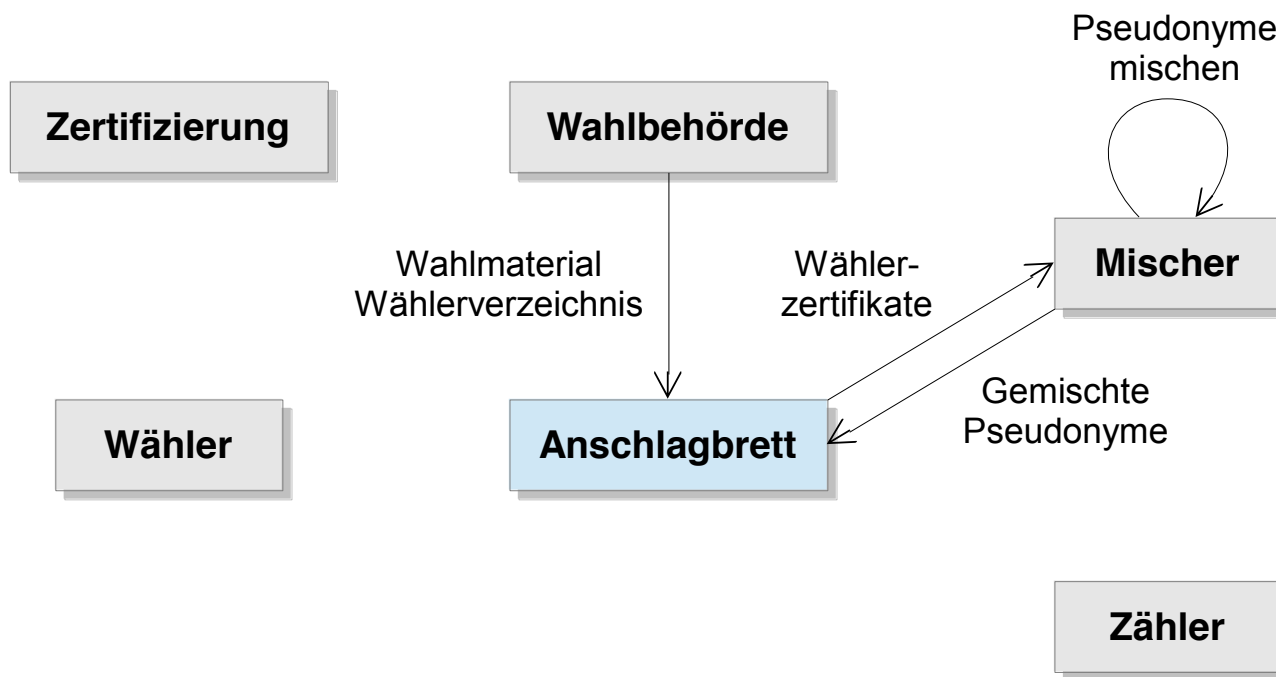 Pseudonyme
mischen
Zertifizierung
Wahlbehörde
Mischer
Wahlmaterial
Wählerverzeichnis
Wähler-
zertifikate
Gemischte
Pseudonyme
Wähler
Anschlagbrett
Zähler